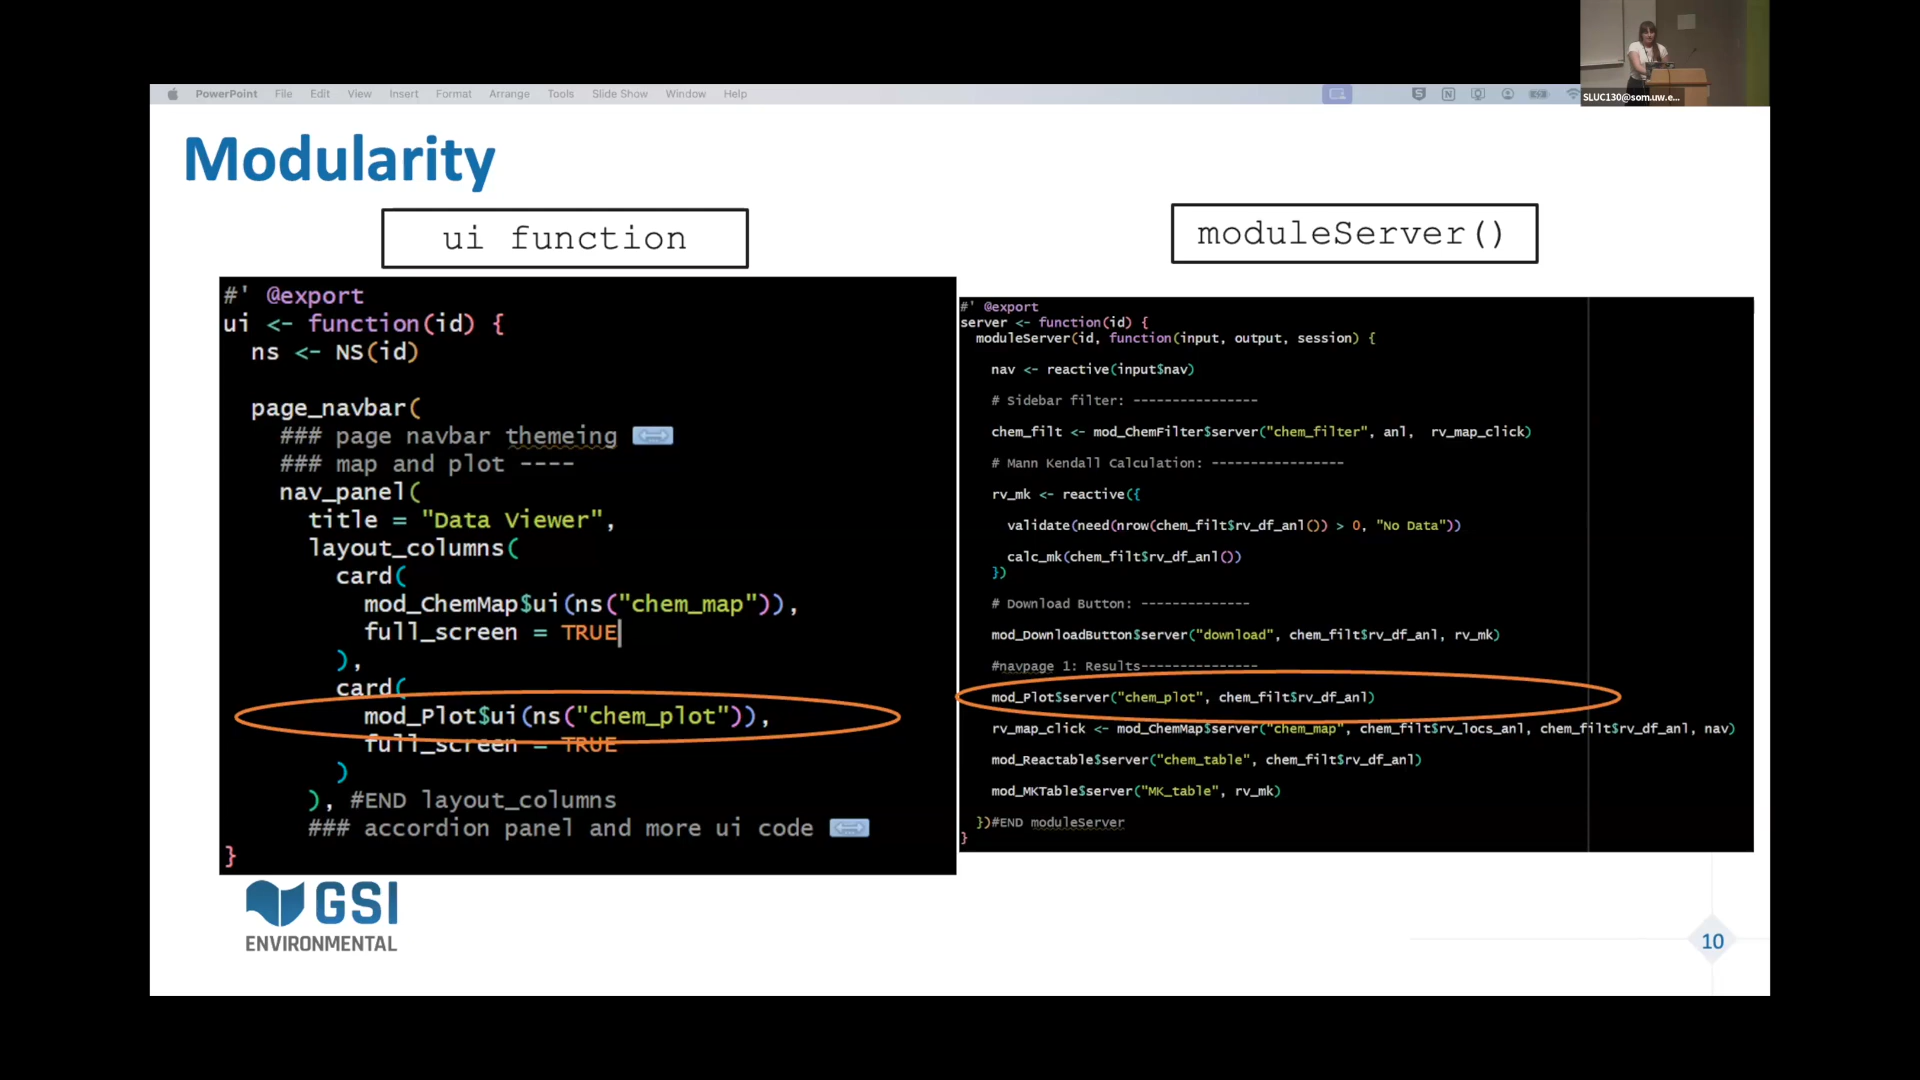 PowerPoint File Edit View Insert Format Arrange Tools Slide Show Window Help
SLUC130@som.uw.e...
Modularity
ui function
#' @export
ui <- function(id) {
ns <- NS(id)
page_navbar(
### page navbar themeing
### map and plot ----
nav_panel(
title = "Data Viewer",
layout_columns(
card(
mod_ChemMap$ui(ns("chem_map")),
full_screen = TRUE
),
card(
mod_Plot$ui(ns("chem_plot")),
full_screen = TRUE
)
), #END layout_columns
### accordion panel and more ui code
}
moduleServer()
#' @export
server <- function(id) {
moduleServer(id, function(input, output, session) {
nav <- reactive(input$nav)
# Sidebar filter: ----------------
chem_filt <- mod_ChemFilter$server("chem_filter", anl, rv_map_click)
# Mann Kendall Calculation: -----------------
rv_mk <- reactive({
validate(need(nrow(chem_filt$rv_df_anl()) > 0, "No Data"))
calc_mk(chem_filt$rv_df_anl())
})
# Download Button: --------------
mod_DownloadButton$server("download", chem_filt$rv_df_anl, rv_mk)
#navpage 1: Results---------------
mod_Plot$server("chem_plot", chem_filt$rv_df_anl)
rv_map_click <- mod_ChemMap$server("chem_map", chem_filt$rv_locs_anl, chem_filt$rv_df_anl, nav)
mod_Reactable$server("chem_table", chem_filt$rv_df_anl)
mod_MKTable$server("MK_table", rv_mk)
})#END moduleServer
}
GSI
ENVIRONMENTAL
10